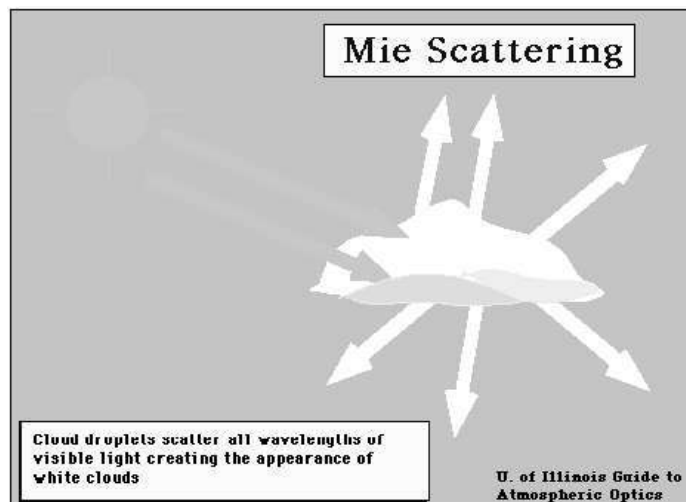 Mie Scattering
Cloud droplets scatter all wavelengths of
visible light creating the appearance of
white clouds
U. of Illinois Guide to
Atmospheric Optics